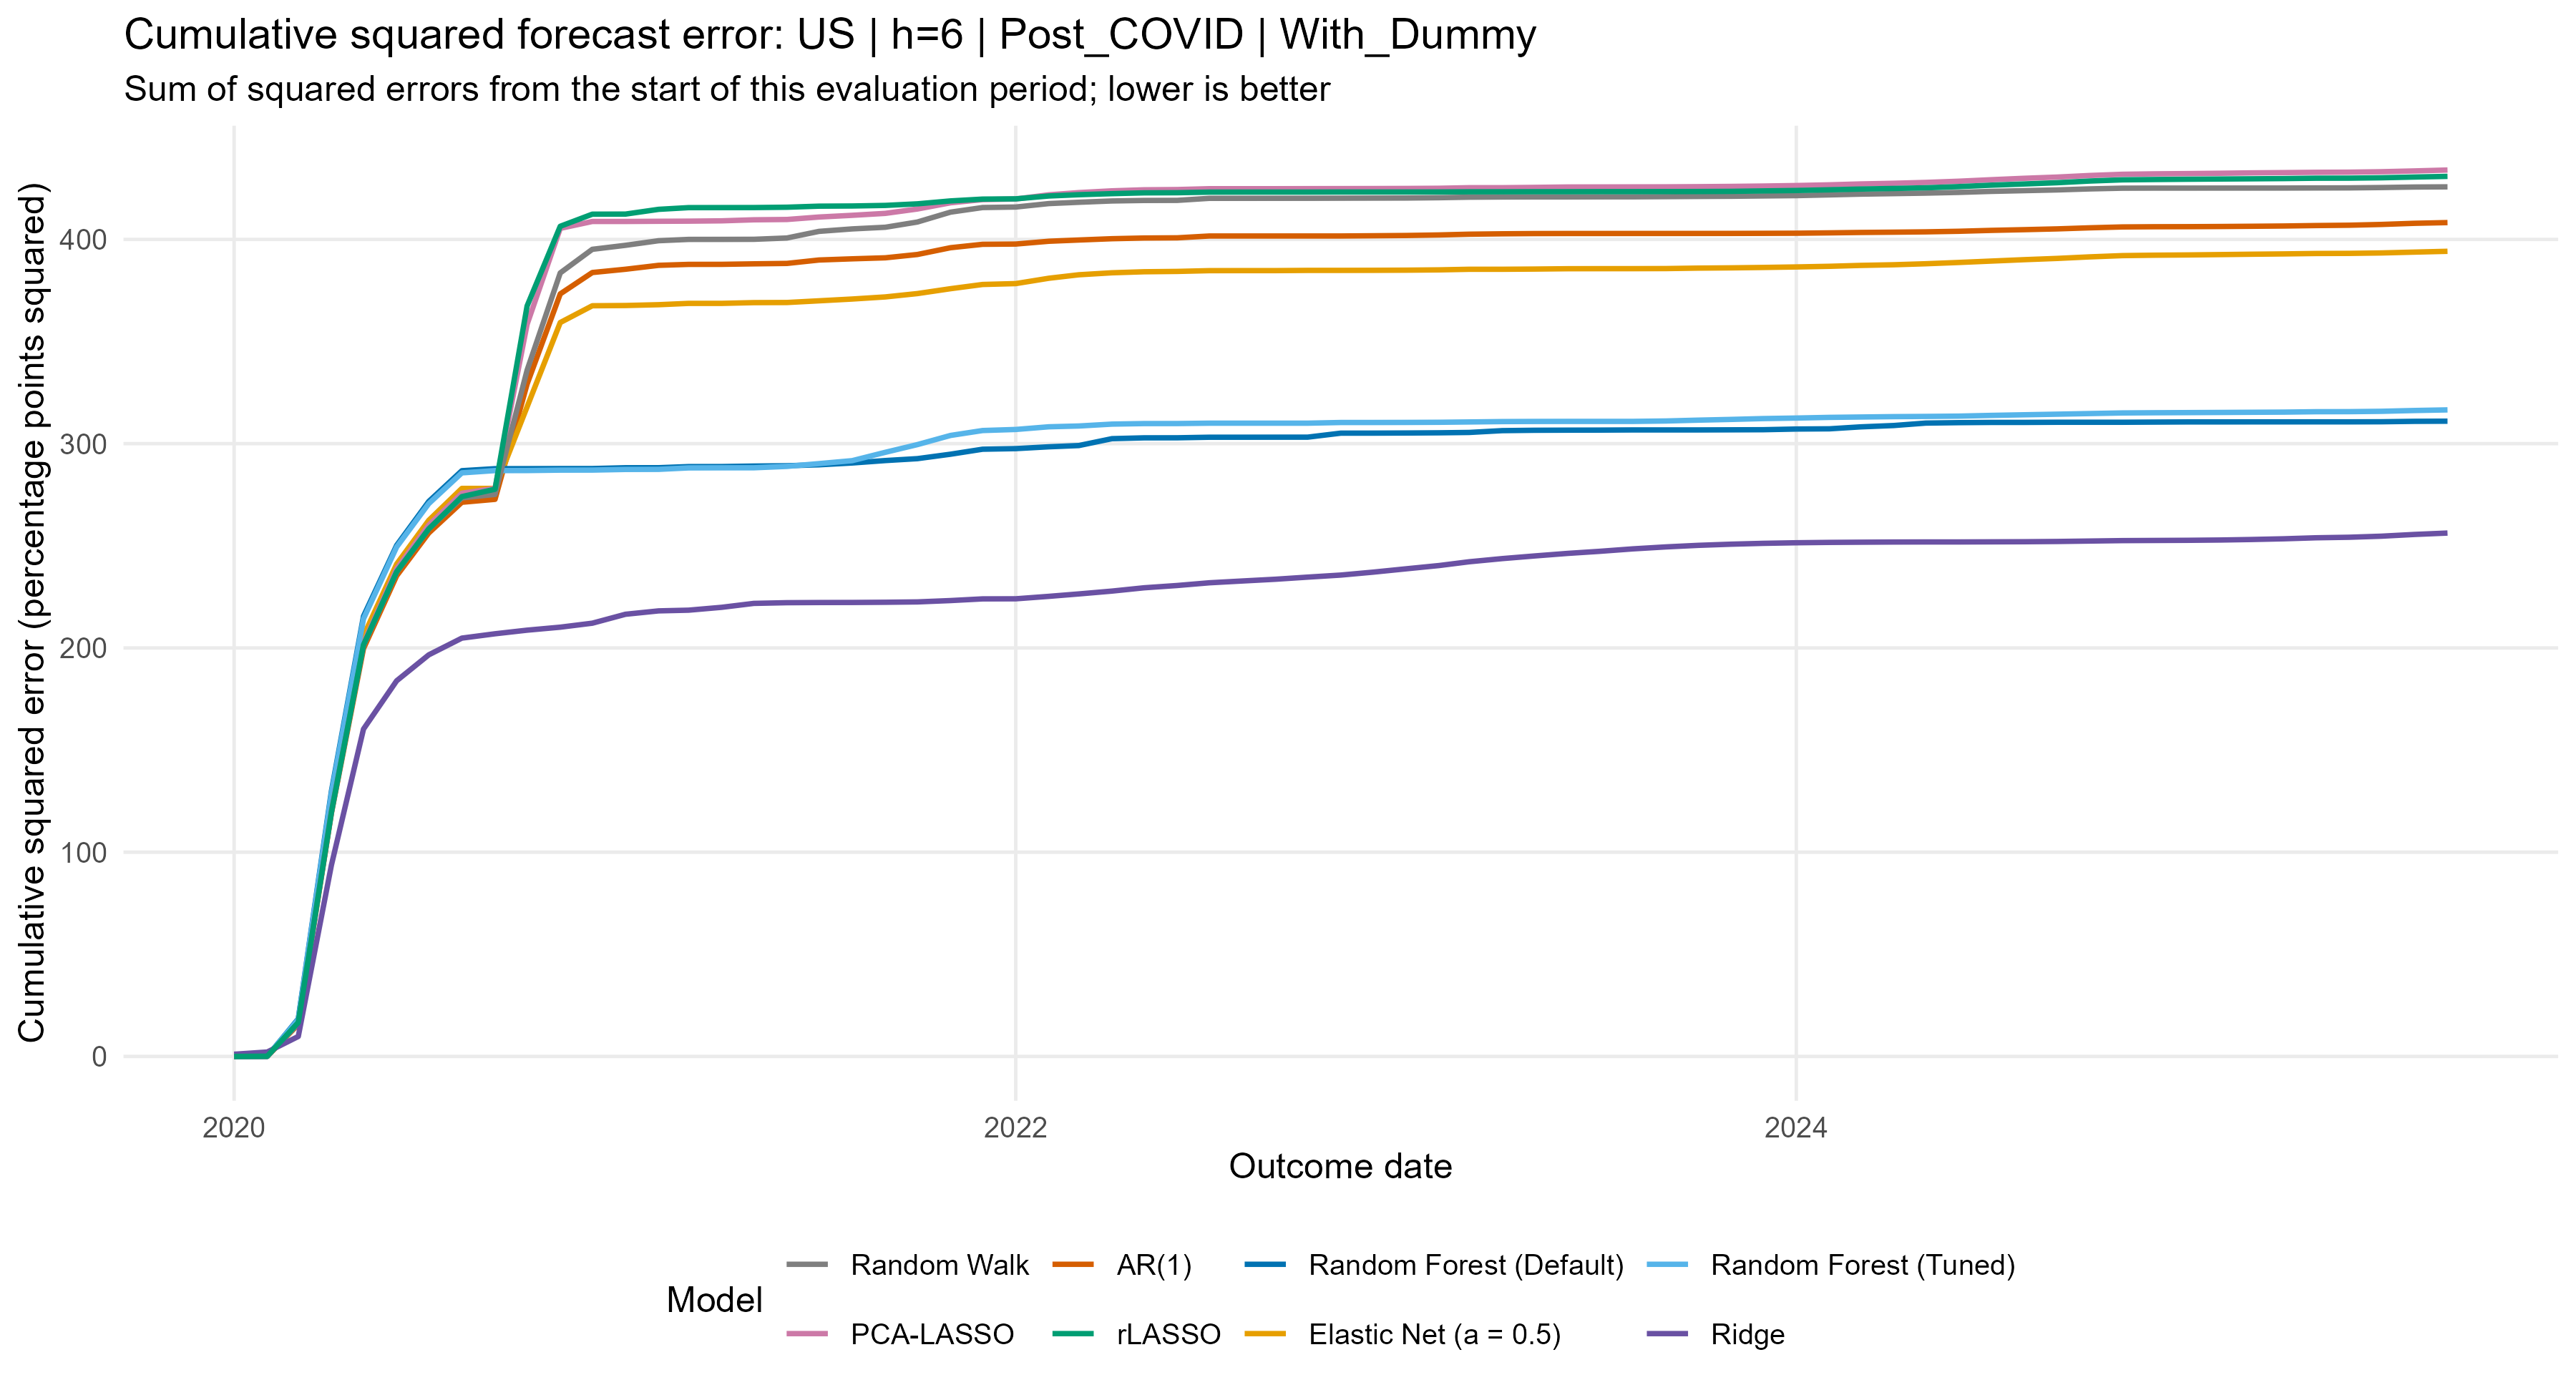 Cumulative squared forecast error: US | h=6 | Post_COVID | With_Dummy
Sum of squared errors from the start of this evaluation period; lower is better
Cumulative squared error (percentage points squared)
400
300
200
100
0
2020
2022
2024
Outcome date
Model
Random Walk
AR(1)
Random Forest (Default)
Random Forest (Tuned)
PCA-LASSO
rLASSO
Elastic Net (a = 0.5)
Ridge